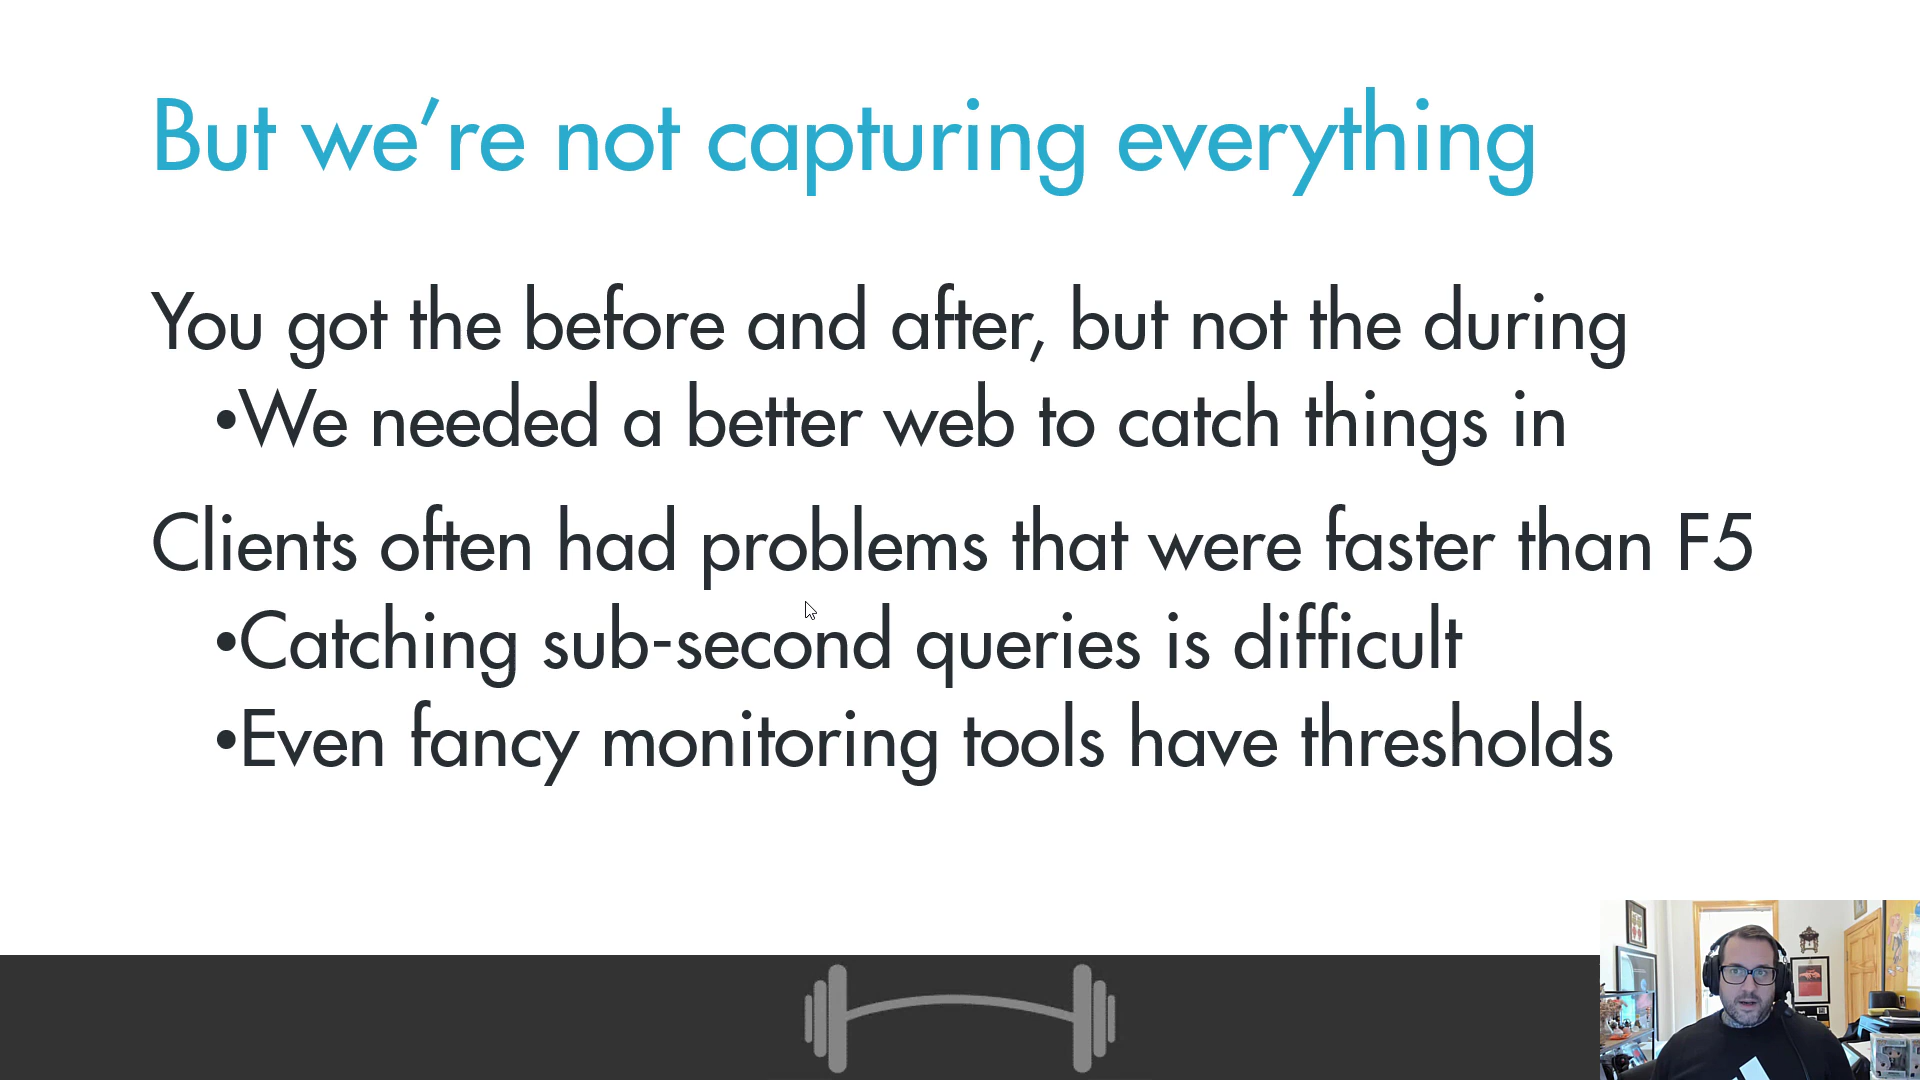 But we’re not capturing everything
You got the before and after, but not the during
•We needed a better web to catch things in
Clients often had problems that were faster than F5
•Catching sub-second queries is difficult
•Even fancy monitoring tools have thresholds